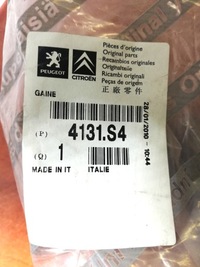 PEUGEOT
CITROËN
Pièces d'origine
Original parts
Recambios originales
Originalteile
Ricambi originali
Peças de origem
正廠零件
GAINE
(P) 4131.S4
(Q) 1
MADE IN IT ITALIE
28/01/2010 - 10:44